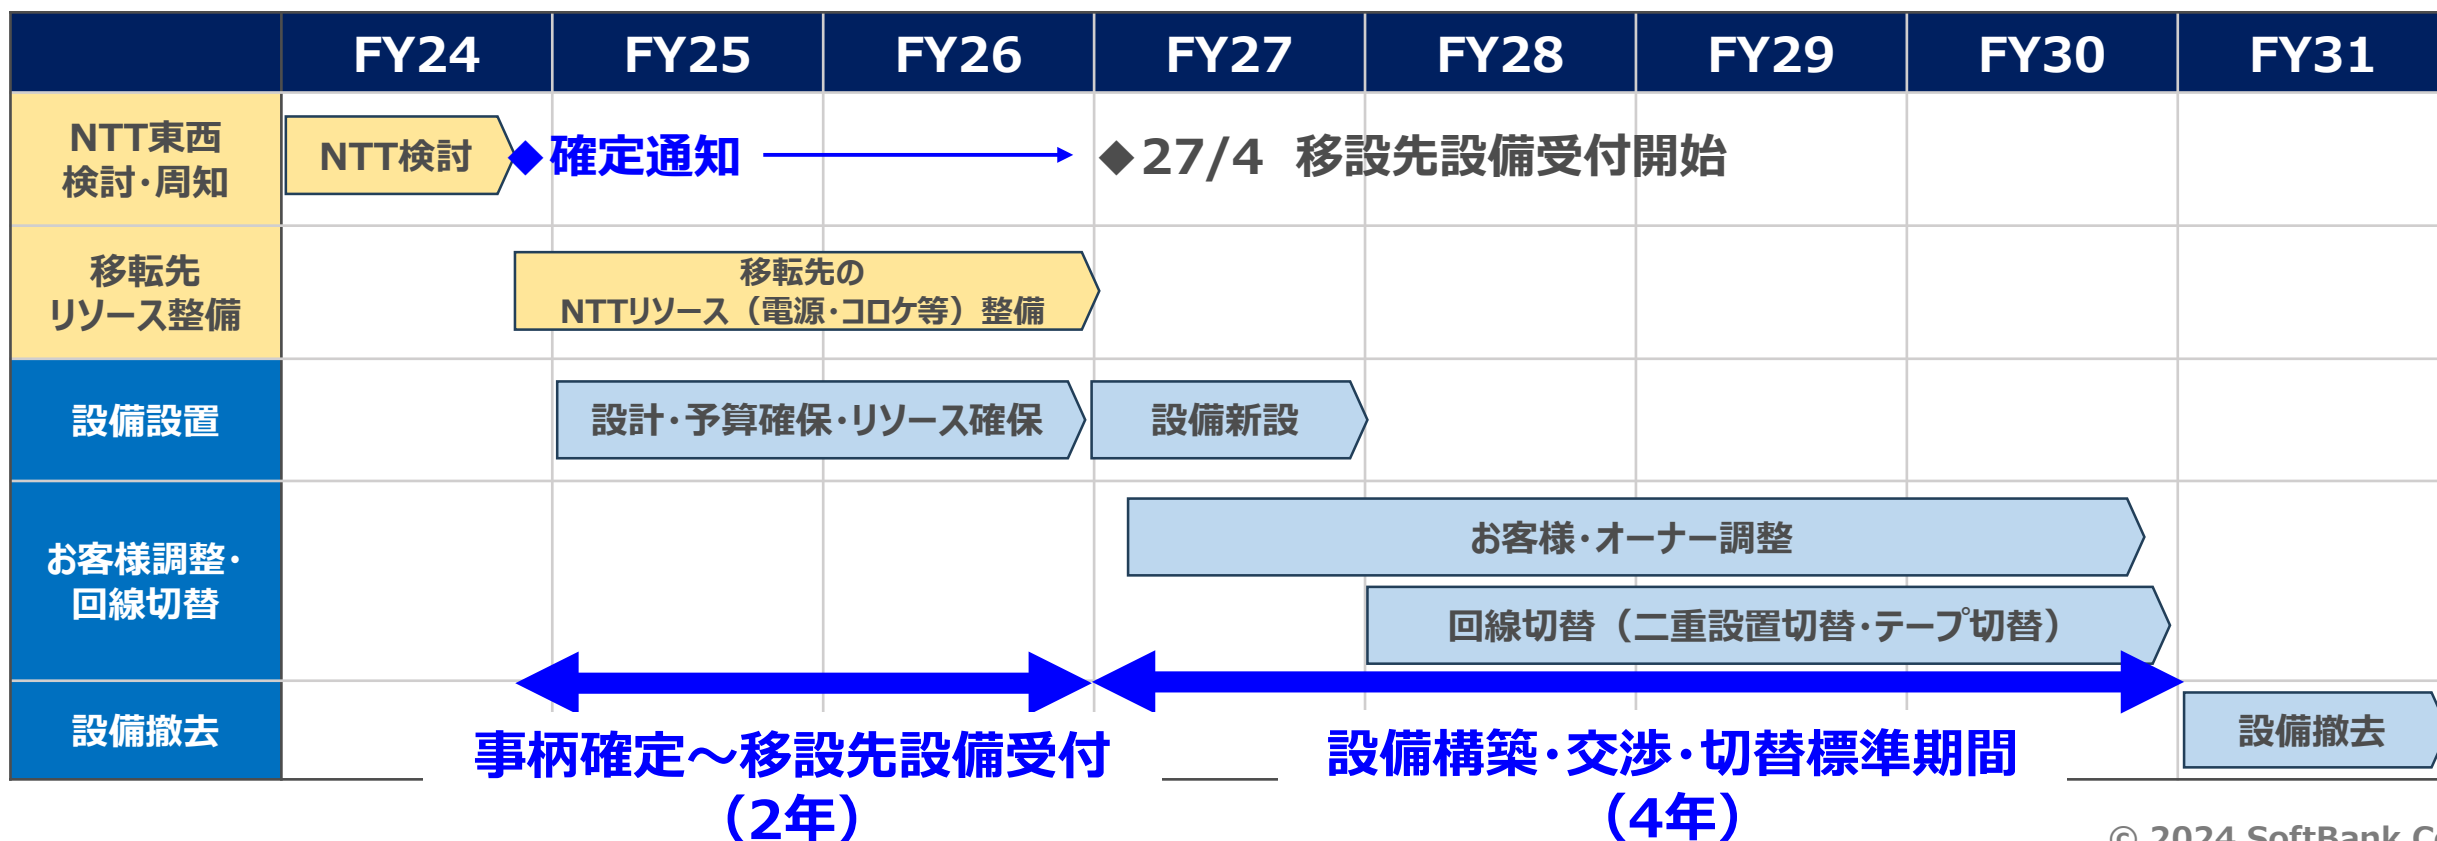 FY24 FY25 FY26 FY27 FY28 FY29 FY30 FY31
NTT東西
検討・周知
NTT検討
◆確定通知
◆27/4 移設先設備受付開始
移転先
リソース整備
移転先の
NTTリソース（電源・コロケ等）整備
設備設置
設計・予算確保・リソース確保
設備新設
お客様調整・
回線切替
お客様・オーナー調整
回線切替（二重設置切替・テープ切替）
設備撤去
設備撤去
事柄確定～移設先設備受付
（2年）
設備構築・交渉・切替標準期間
（4年）
© 2024 SoftBank